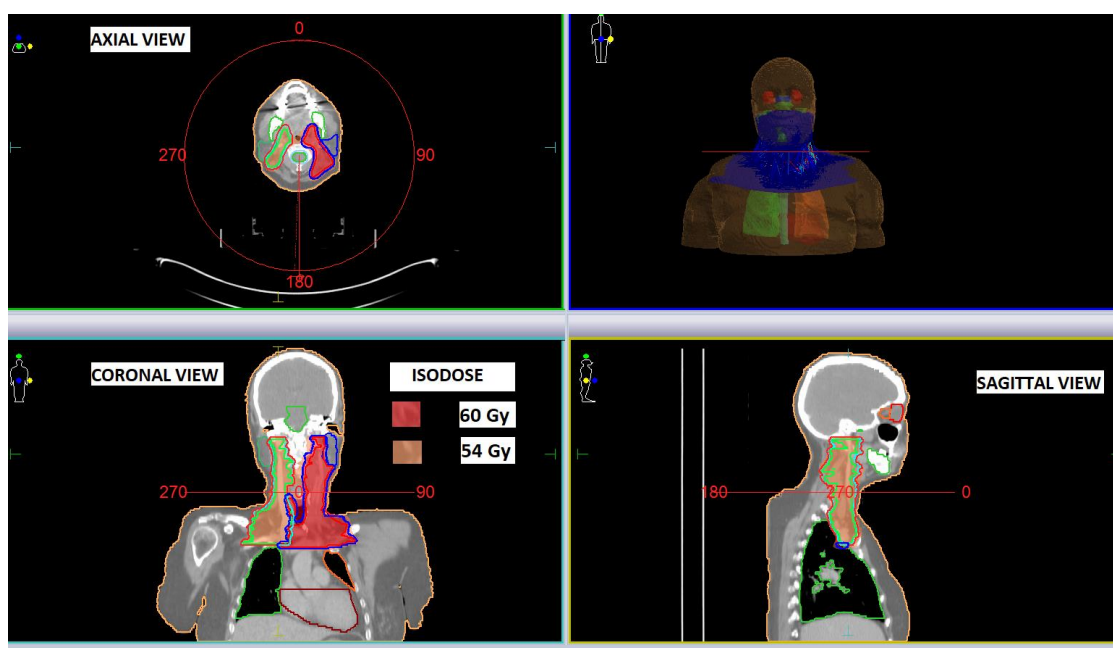 AXIAL VIEW
0
270
90
180
CORONAL VIEW
ISODOSE
60 Gy
54 Gy
270
0
90
SAGITTAL VIEW
180
270
0